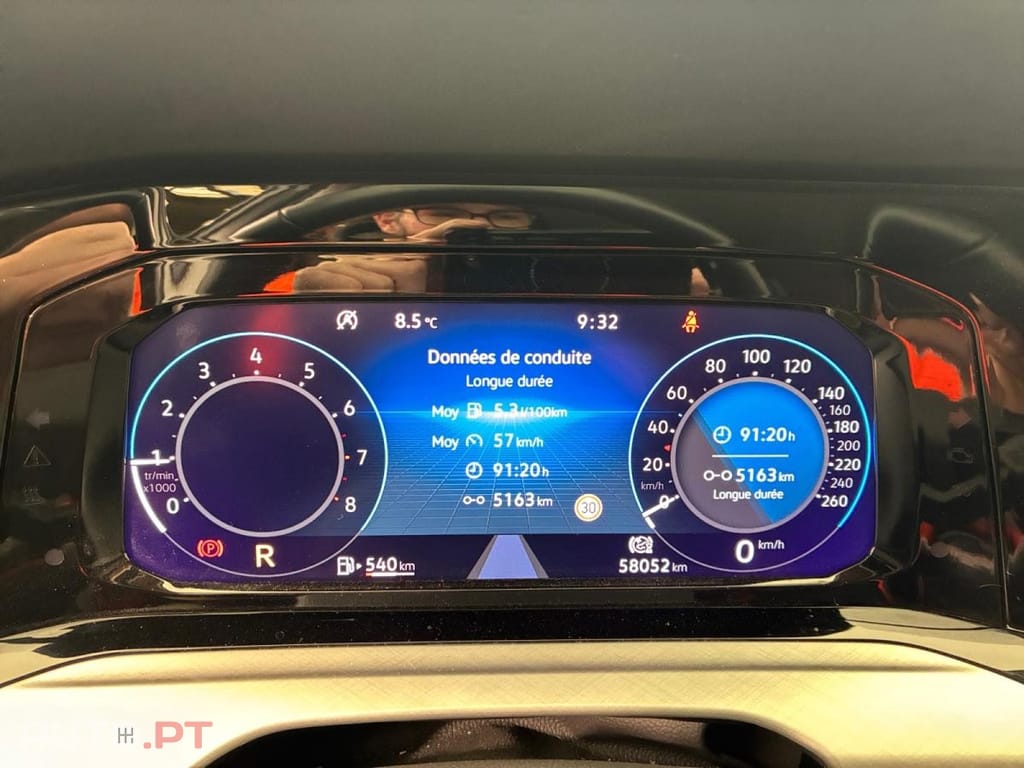 8.5°C
9:32
Données de conduite
Longue durée
Moy 5.3 l/100km
Moy 57 km/h
91:20 h
5163 km
30
0
1
2
3
4
5
6
7
8
tr/min
x1000
P
R
540 km
0
20
40
60
80
100
120
140
160
180
200
220
240
260
km/h
91:20 h
5163 km
Longue durée
0 km/h
58052 km
.PT